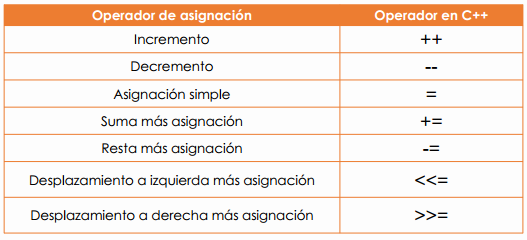 Operador de asignación Operador en C++
Incremento ++
Decremento --
Asignación simple =
Suma más asignación +=
Resta más asignación -=
Desplazamiento a izquierda más asignación <<=
Desplazamiento a derecha más asignación >>=